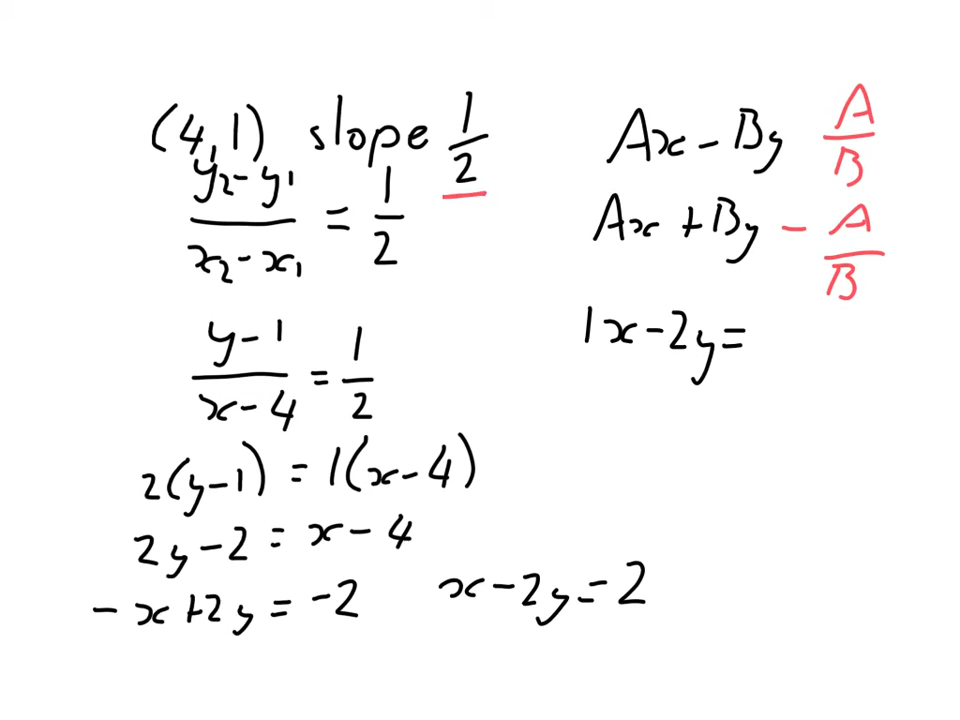 (4,1) slope 1/2
(y₂-y₁)/(x₂-x₁) = 1/2
(y-1)/(x-4) = 1/2
2(y-1) = 1(x-4)
2y-2 = x-4
-x+2y = -2
x-2y = 2
Ax-By A/B
Ax+By -A/B
1x-2y=